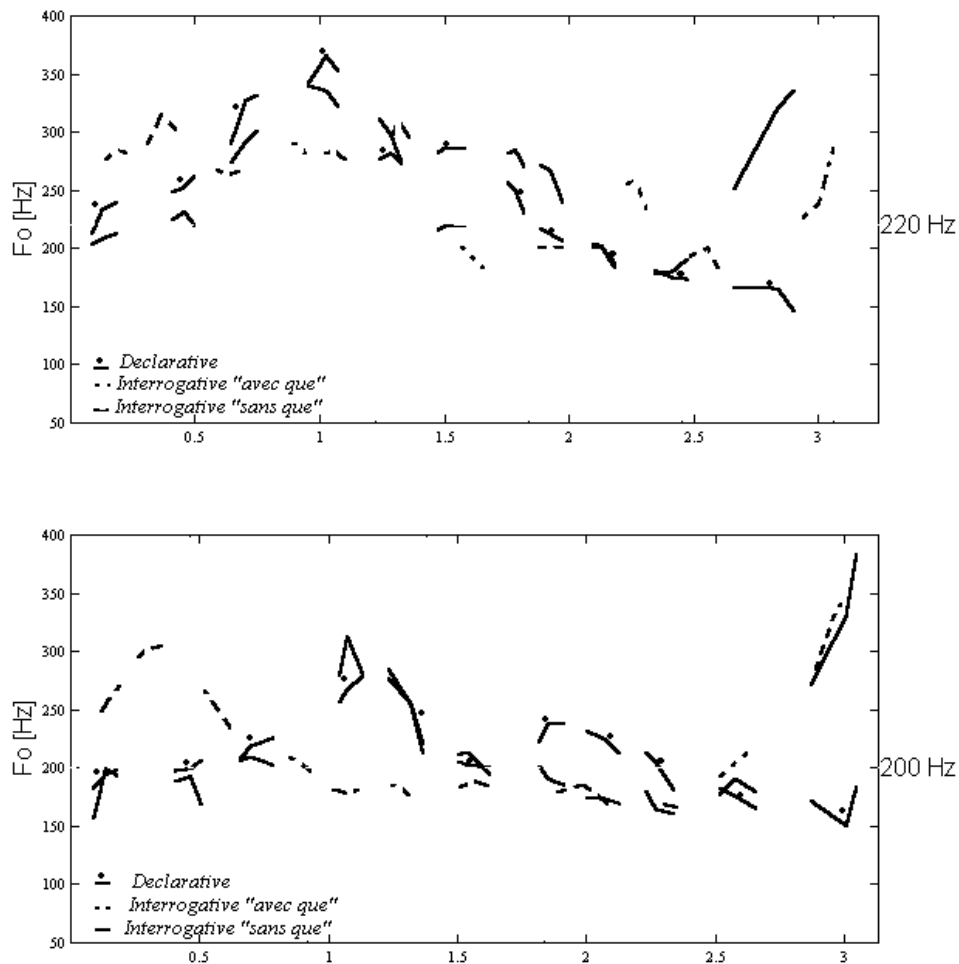 400
350
300
250
200
150
100
50
Fo [Hz]
220 Hz
Declarative
Interrogative "avec que"
Interrogative "sans que"
0.5
1
1.5
2
2.5
3
400
350
300
250
200
150
100
50
Fo [Hz]
200 Hz
Declarative
Interrogative "avec que"
Interrogative "sans que"
0.5
1
1.5
2
2.5
3